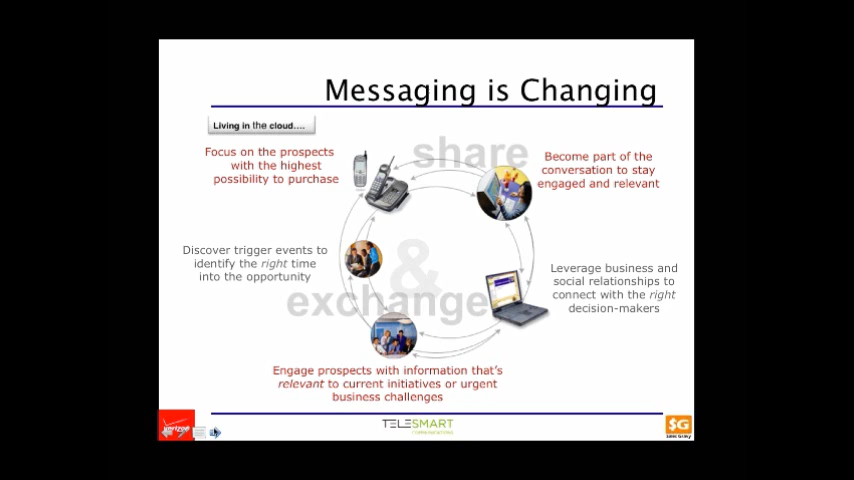 Messaging is Changing
Living in the cloud....
share
Focus on the prospects
with the highest
possibility to purchase
Become part of the
conversation to stay
engaged and relevant
Discover trigger events to
identify the right time
into the opportunity
&
exchange
Leverage business and
social relationships to
connect with the right
decision-makers
Engage prospects with information that's
relevant to current initiatives or urgent
business challenges
verizon
TELESMART
COMMUNICATIONS
$G